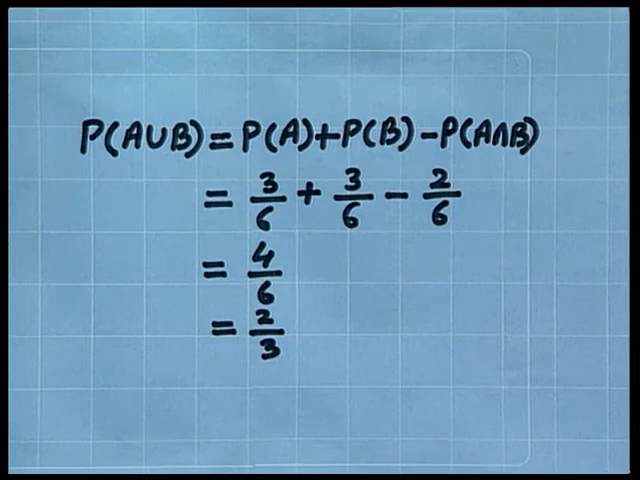 P(A∪B) = P(A)+P(B) - P(A∩B)
= 3/6 + 3/6 - 2/6
= 4/6
= 2/3